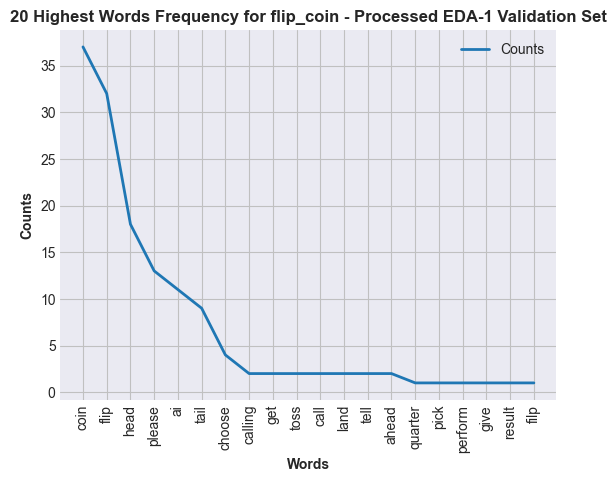 20 Highest Words Frequency for flip_coin - Processed EDA-1 Validation Set
Counts
35
30
25
20
15
10
5
0
Counts
coin
flip
head
please
ai
tail
choose
calling
get
toss
call
land
tell
ahead
quarter
pick
perform
give
result
filp
Words